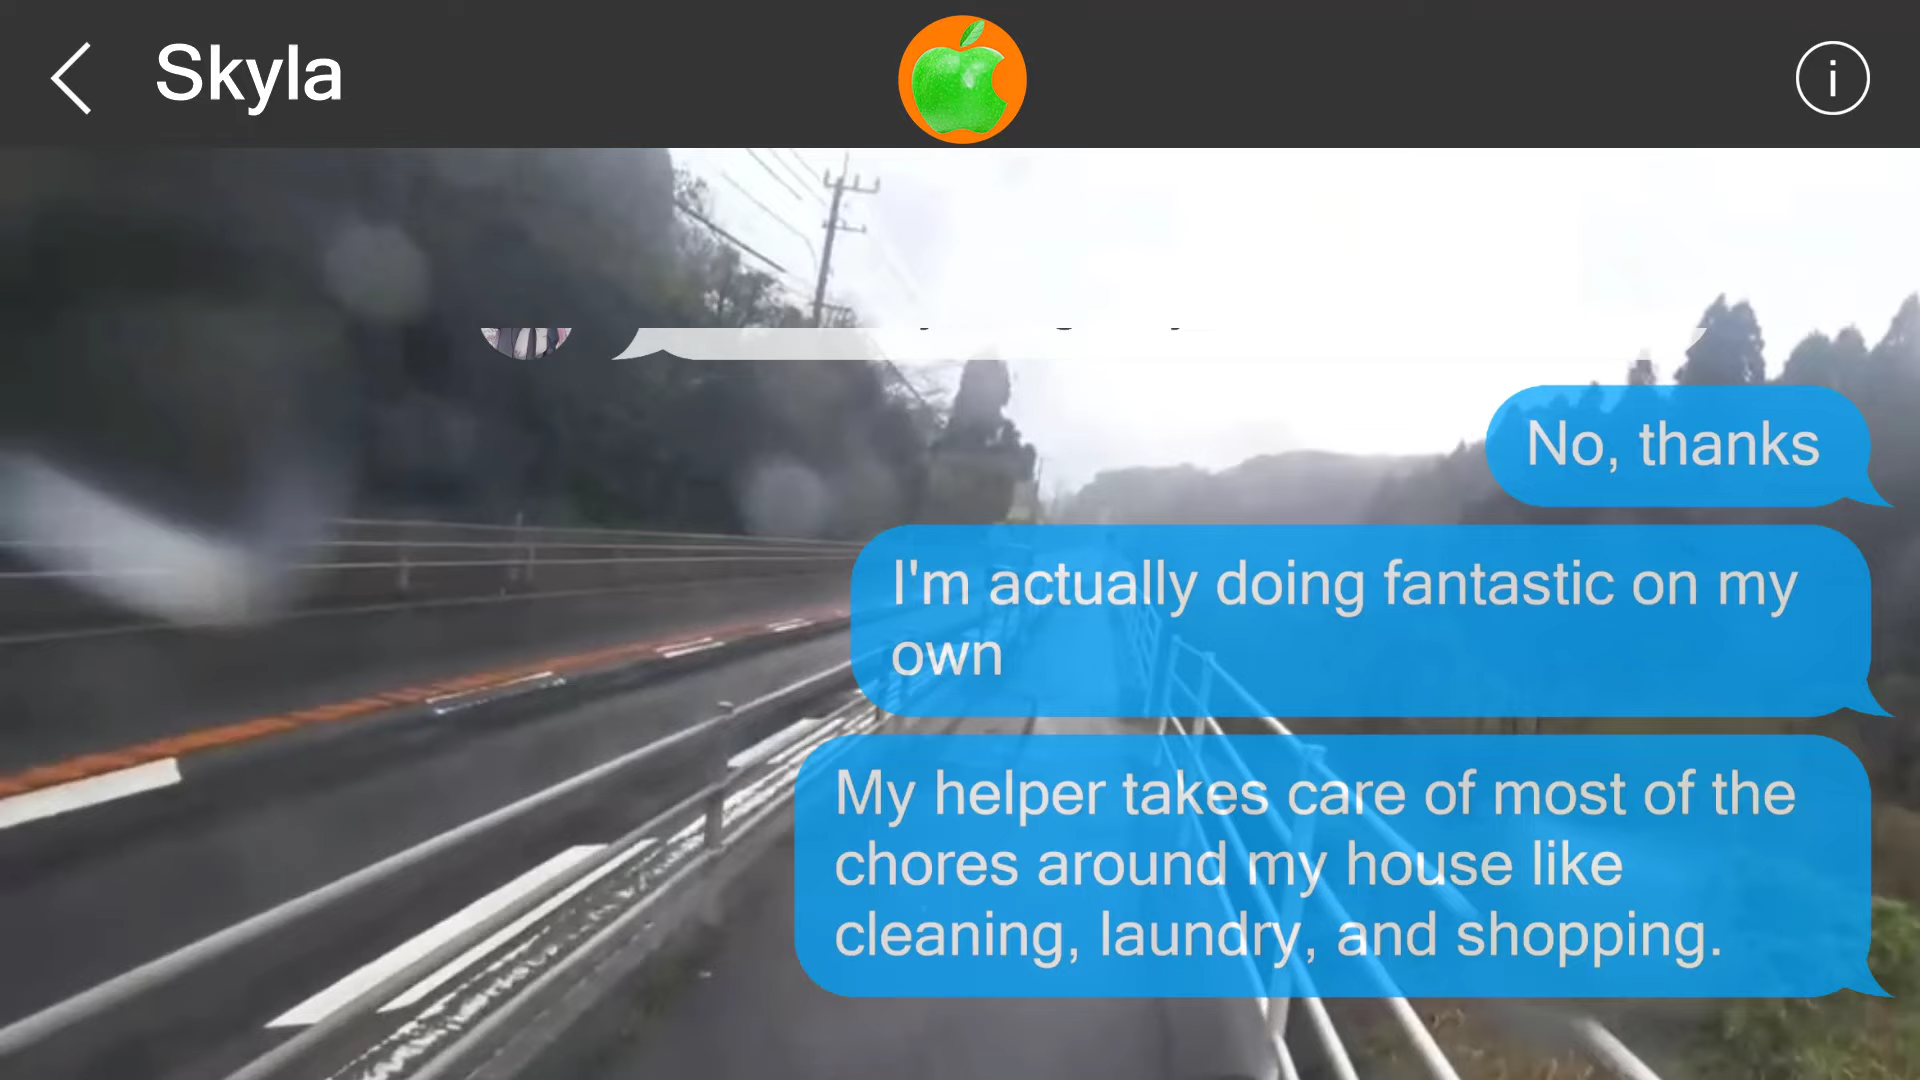 Skyla
No, thanks
I'm actually doing fantastic on my
own
My helper takes care of most of the
chores around my house like
cleaning, laundry, and shopping.